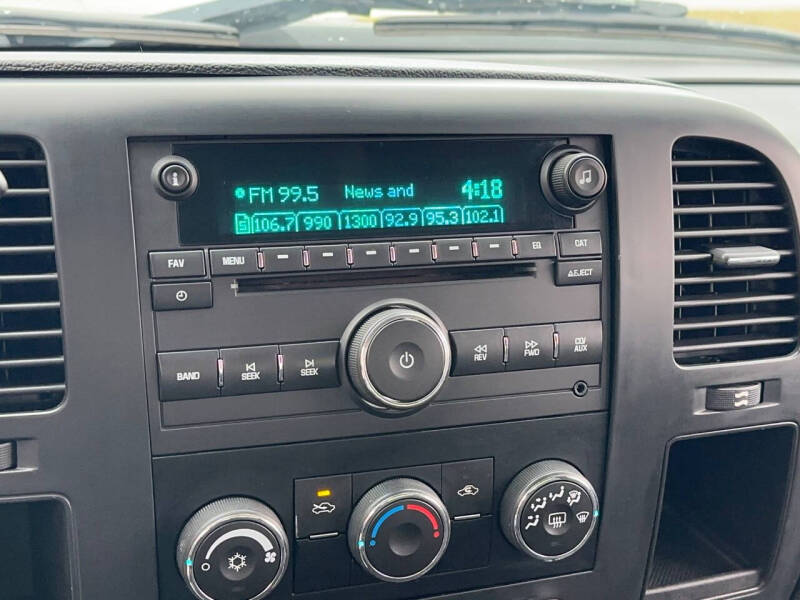 FM 99.5 News and 4:18
106.7 990 1300 92.9 95.3 102.1
FAV MENU EQ CAT
EJECT
BAND SEEK SEEK REV FWD CD/AUX